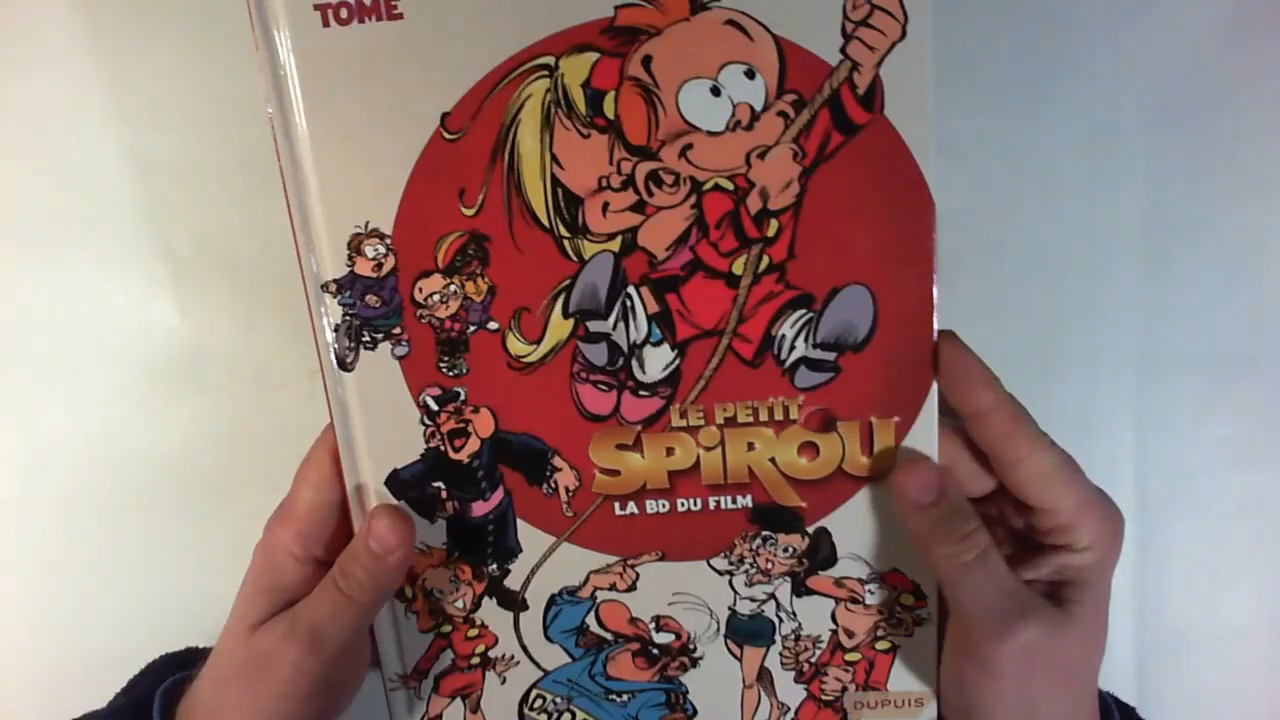 TOME
LE PETIT
SPiROU
LA BD DU FILM
DUPUIS